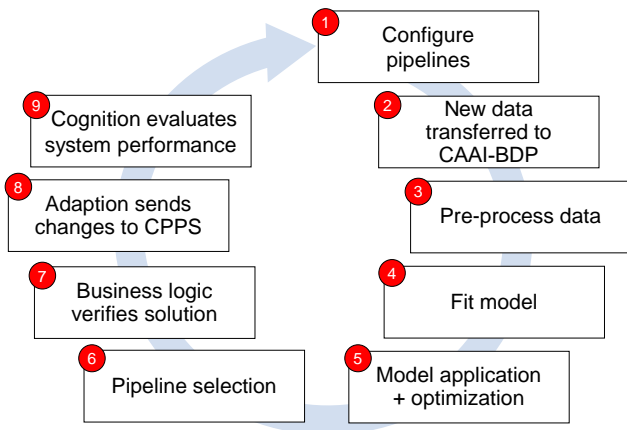 1
Configure
pipelines
2
New data
transferred to
CAAI-BDP
3
Pre-process data
4
Fit model
5
Model application
+ optimization
6
Pipeline selection
7
Business logic
verifies solution
8
Adaption sends
changes to CPPS
9
Cognition evaluates
system performance